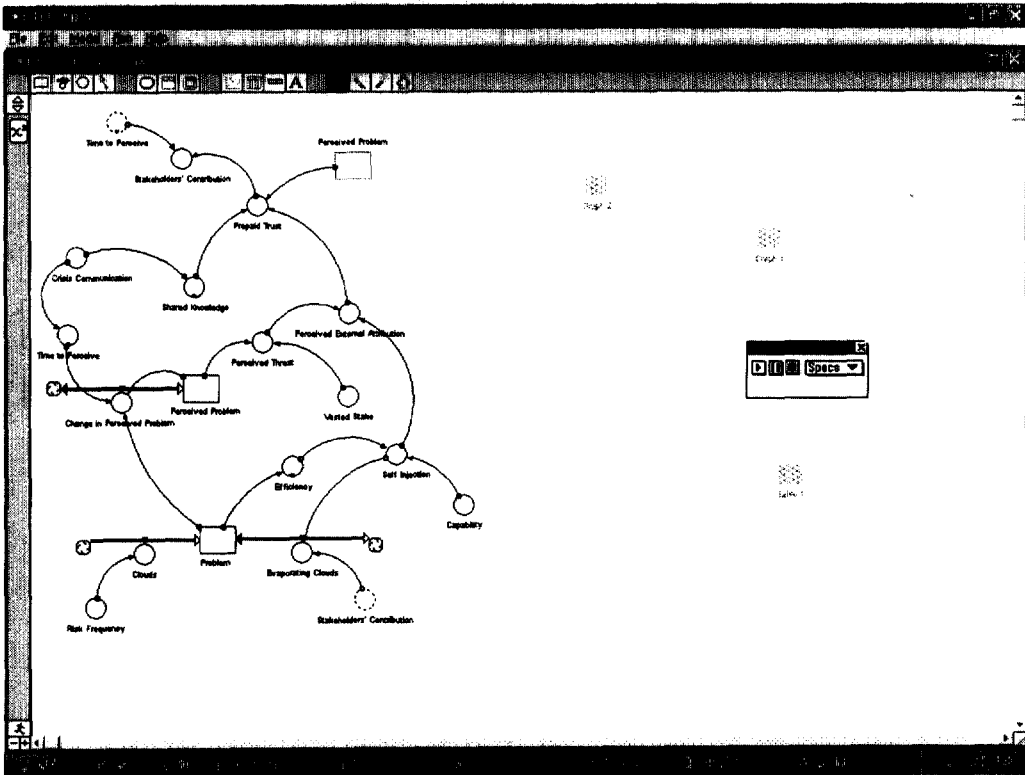 A
Time to Perceive
Perceived Problem
Stakeholders' Contribution
Prepaid Trust
Crisis Communication
Shared Knowledge
Perceived External Attribution
Time to Perceive
Perceived Thrust
Perceived Problem
Vested Stake
Change in Perceived Problem
Specs
Efficiency
Self Injection
Capability
Problem
Clouds
Evaporating Clouds
Stakeholders' Contribution
Risk Frequency